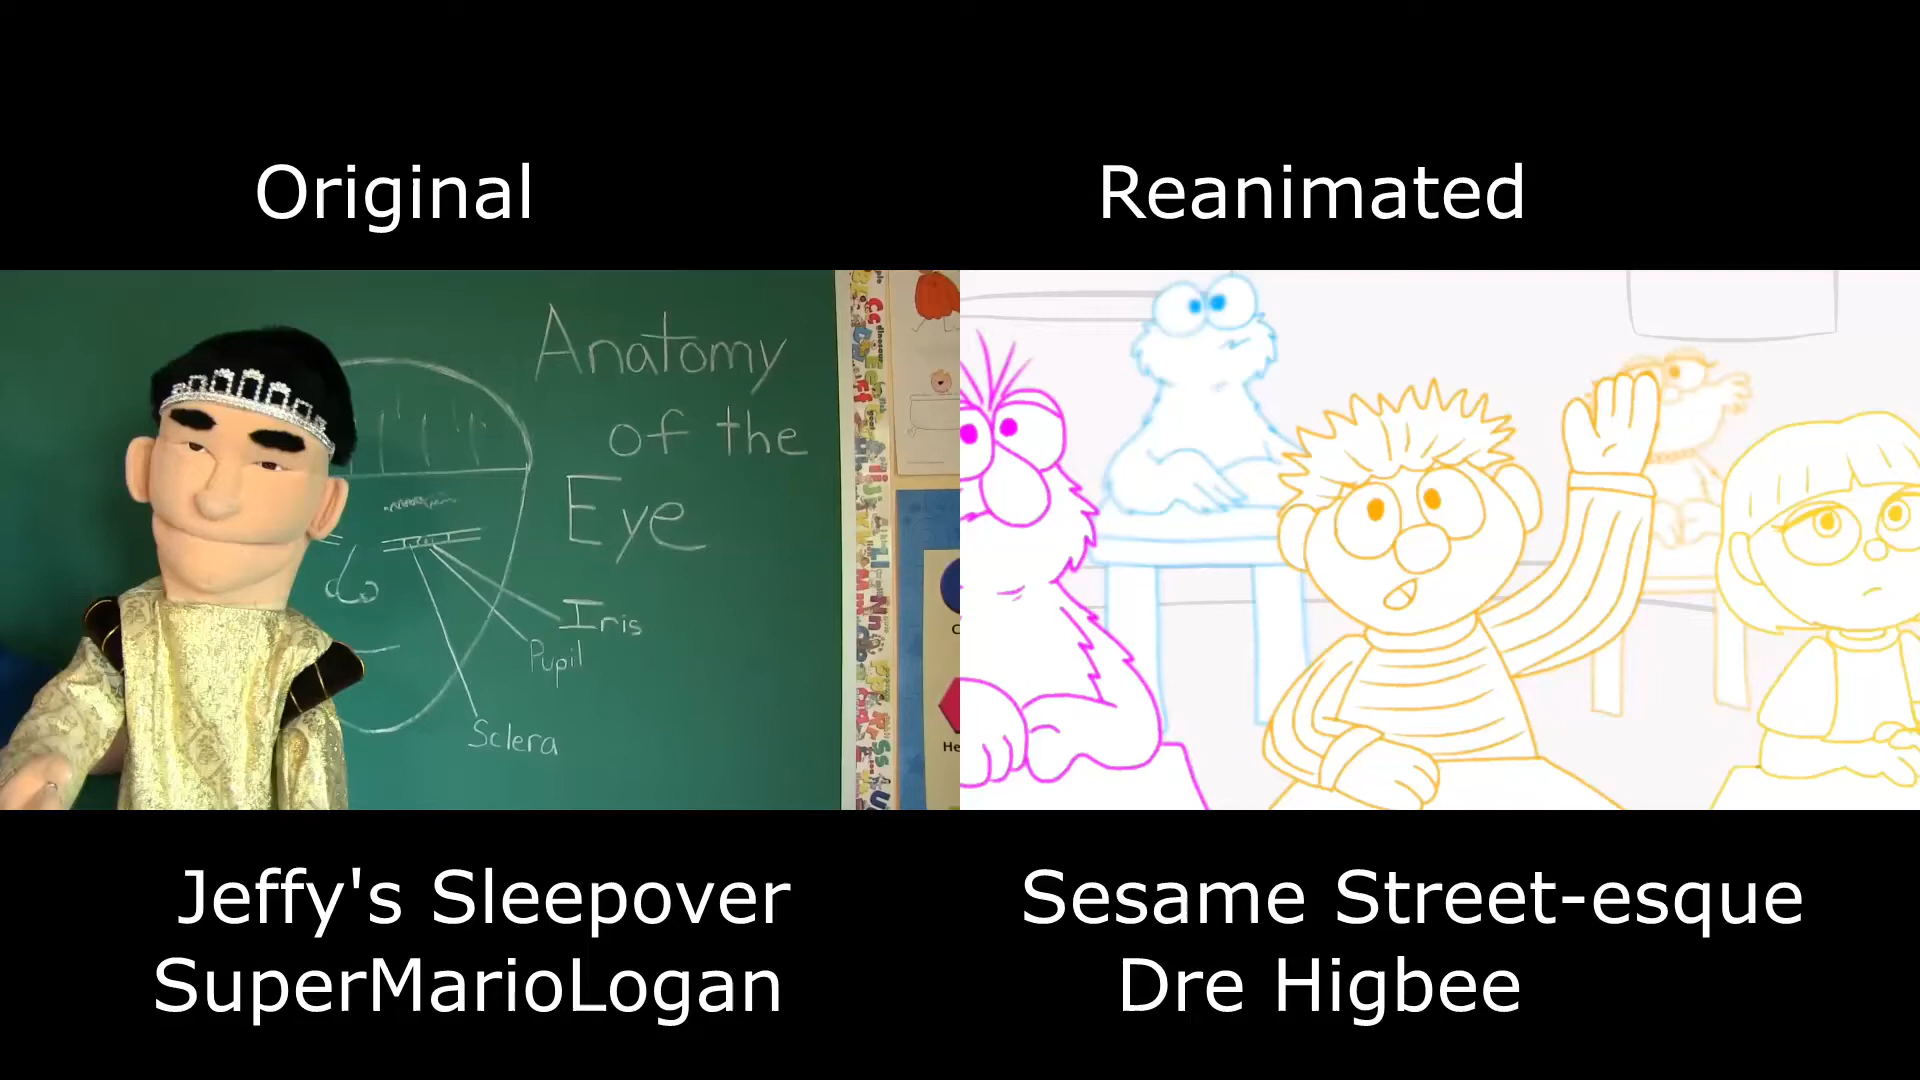 Original
Reanimated
Anatomy
of the
Eye
Iris
Pupil
Sclera
Jeffy's Sleepover
SuperMarioLogan
Sesame Street-esque
Dre Higbee